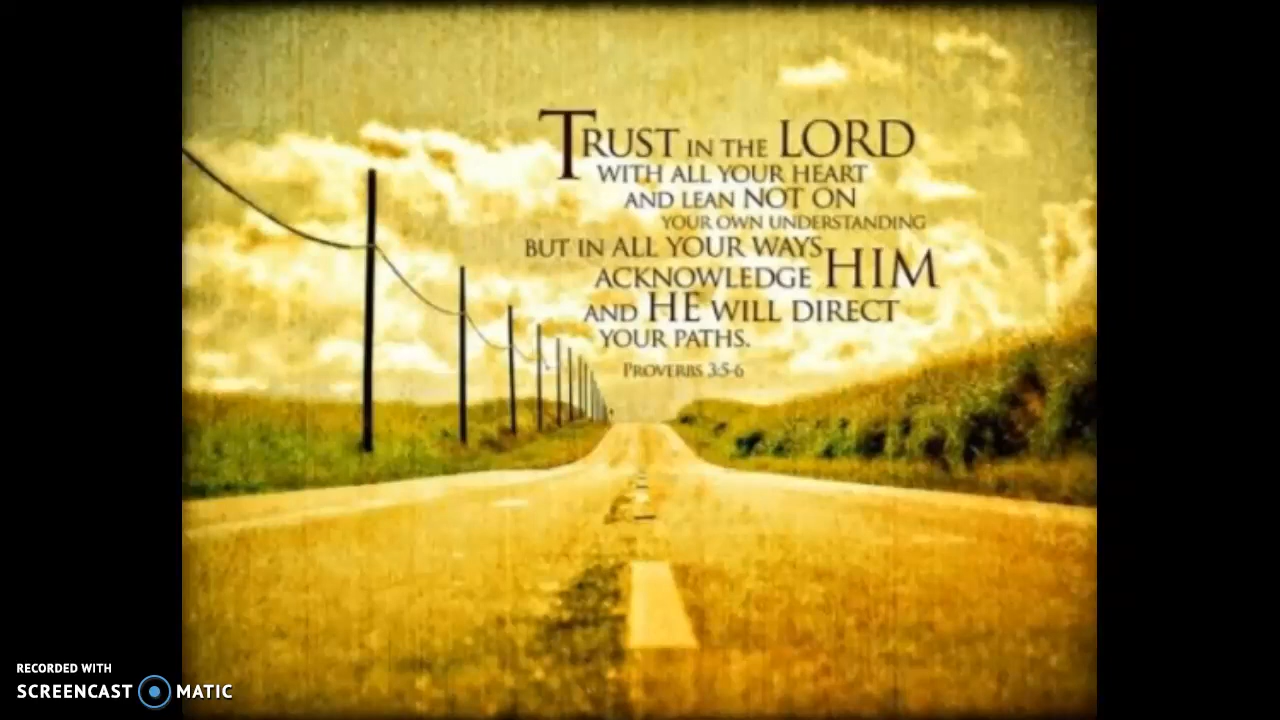 TRUST IN THE LORD
WITH ALL YOUR HEART
AND LEAN NOT ON
YOUR OWN UNDERSTANDING
BUT IN ALL YOUR WAYS
ACKNOWLEDGE HIM
AND HE WILL DIRECT
YOUR PATHS.
PROVERBS 3:5-6
RECORDED WITH
SCREENCAST MATIC